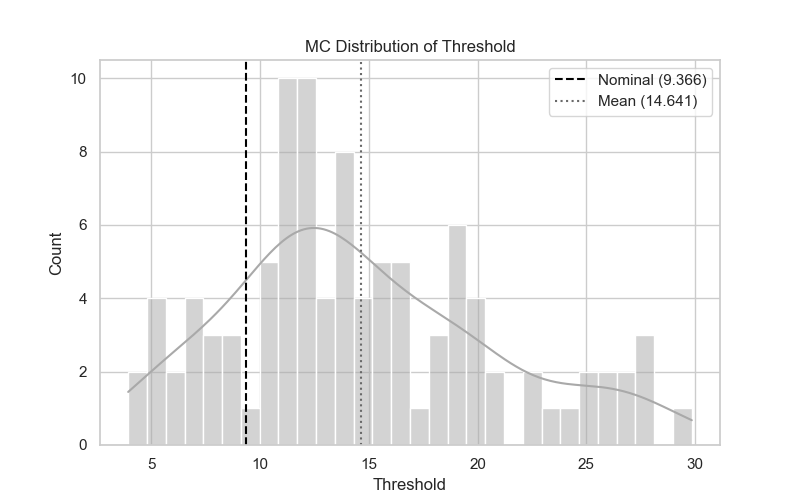 MC Distribution of Threshold
Nominal (9.366)
Mean (14.641)
Count
10
8
6
4
2
0
5 10 15 20 25 30
Threshold